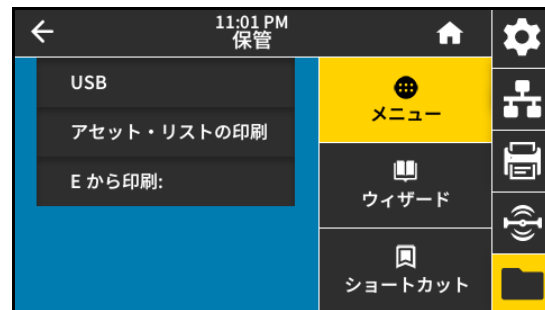 11:01 PM
保管
USB
アセット・リストの印刷
E から印刷:
メニュー
ウィザード
ショートカット